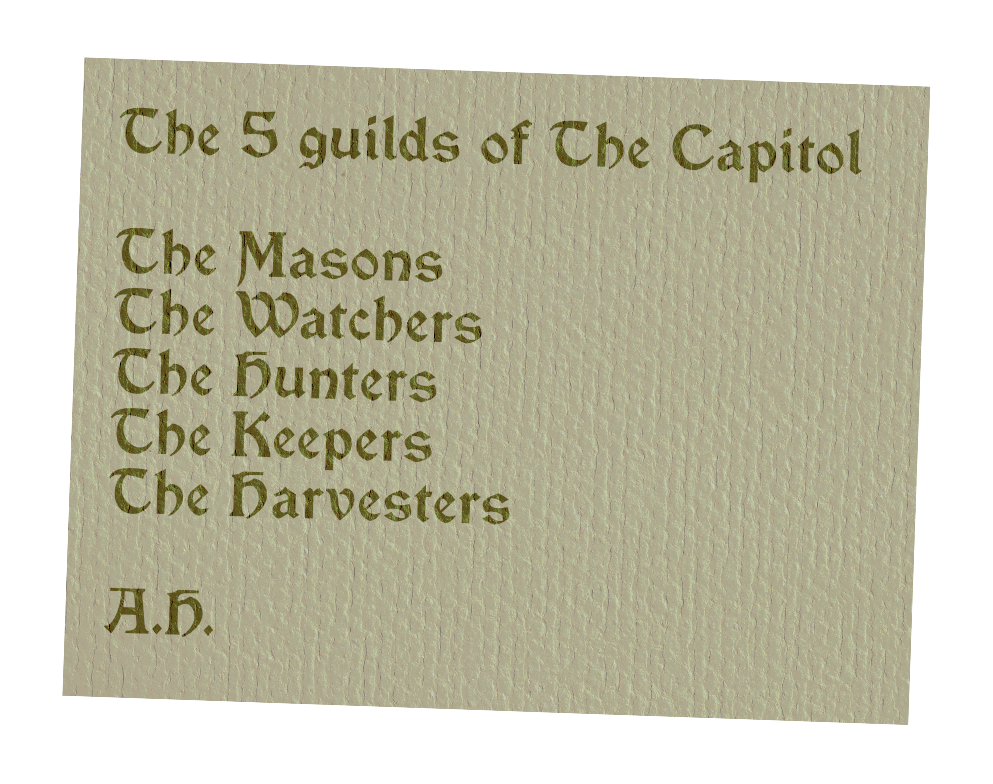 The 5 guilds of The Capitol
The Masons
The Watchers
The Hunters
The Keepers
The Harvesters
A.H.